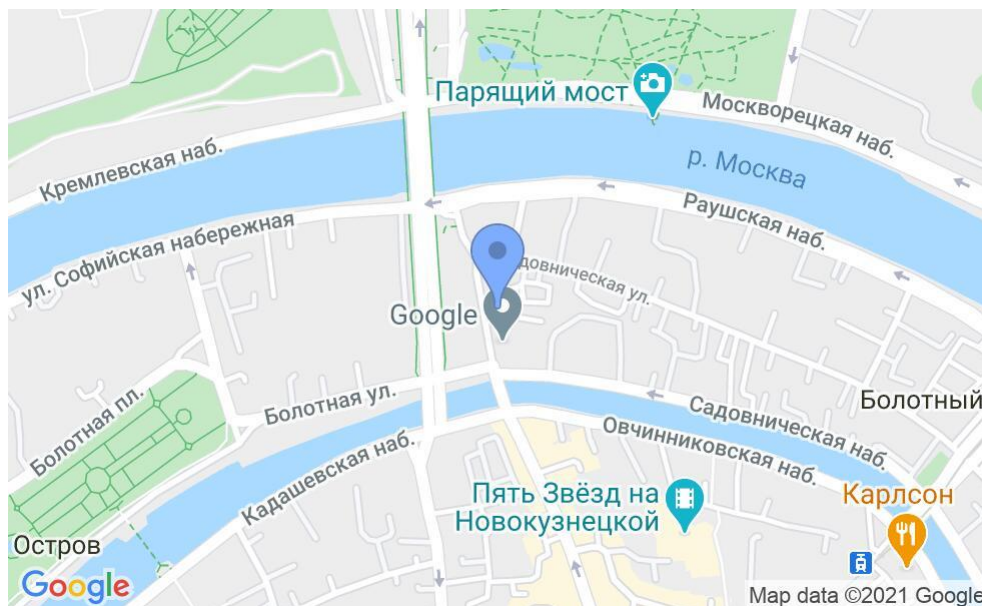 Парящий мост
Москворецкая наб.
Кремлевская наб.
р. Москва
Раушская наб.
ул. Софийская набережная
довническая ул.
Google
Болотная ул.
Болотная пл.
Садовническая наб.
Болотный
Овчинниковская наб.
Кадашевская наб.
Пять Звёзд на
Новокузнецкой
Карлсон
Остров
Google
Map data ©2021 Google